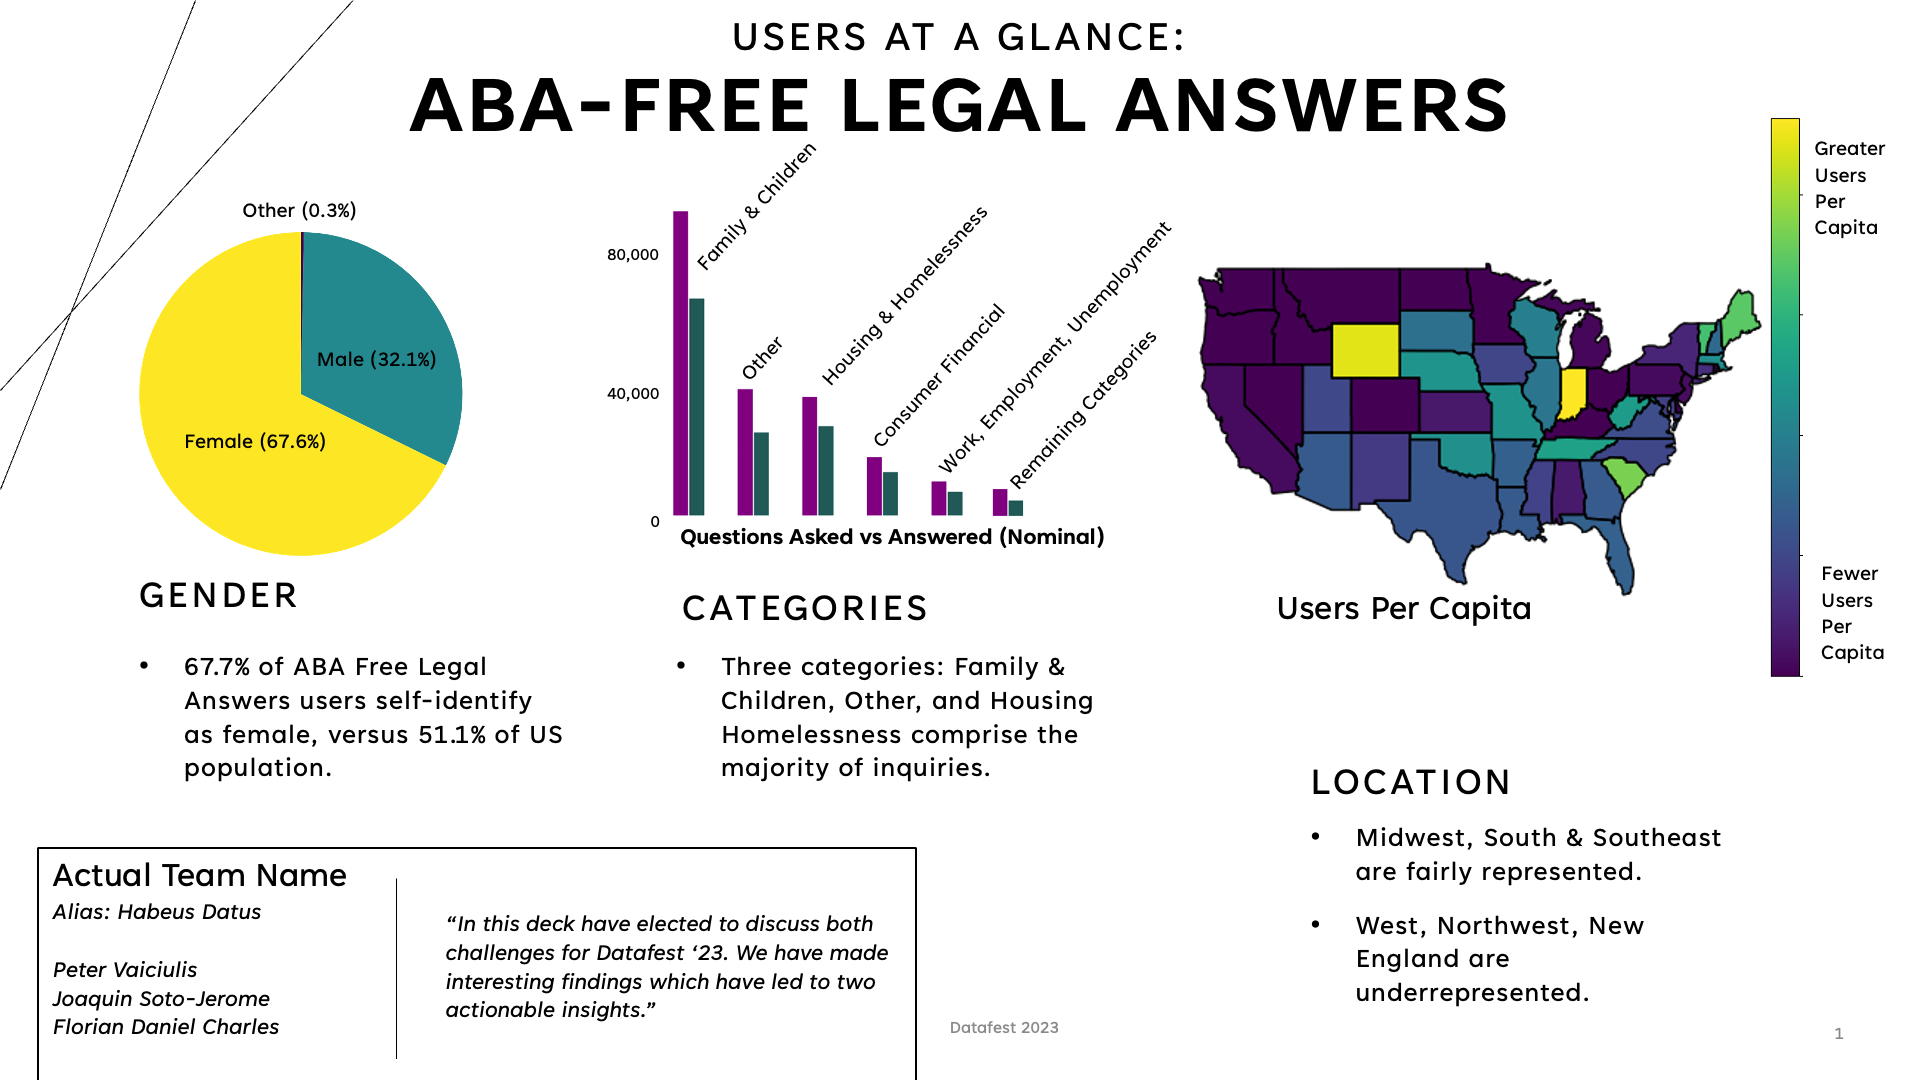 USERS AT A GLANCE:
ABA-FREE LEGAL ANSWERS
Other (0.3%)
Male (32.1%)
Female (67.6%)
GENDER
• 67.7% of ABA Free Legal
Answers users self-identify
as female, versus 51.1% of US
population.
80,000
40,000
0
Family & Children
Other
Housing & Homelessness
Consumer Financial
Work, Employment, Unemployment
Remaining Categories
Questions Asked vs Answered (Nominal)
CATEGORIES
• Three categories: Family &
Children, Other, and Housing
Homelessness comprise the
majority of inquiries.
Greater
Users
Per
Capita
Fewer
Users
Per
Capita
Users Per Capita
LOCATION
• Midwest, South & Southeast
are fairly represented.
• West, Northwest, New
England are
underrepresented.
Actual Team Name
Alias: Habeus Datus
Peter Vaiciulis
Joaquin Soto-Jerome
Florian Daniel Charles
“In this deck have elected to discuss both
challenges for Datafest ‘23. We have made
interesting findings which have led to two
actionable insights.”
Datafest 2023
1